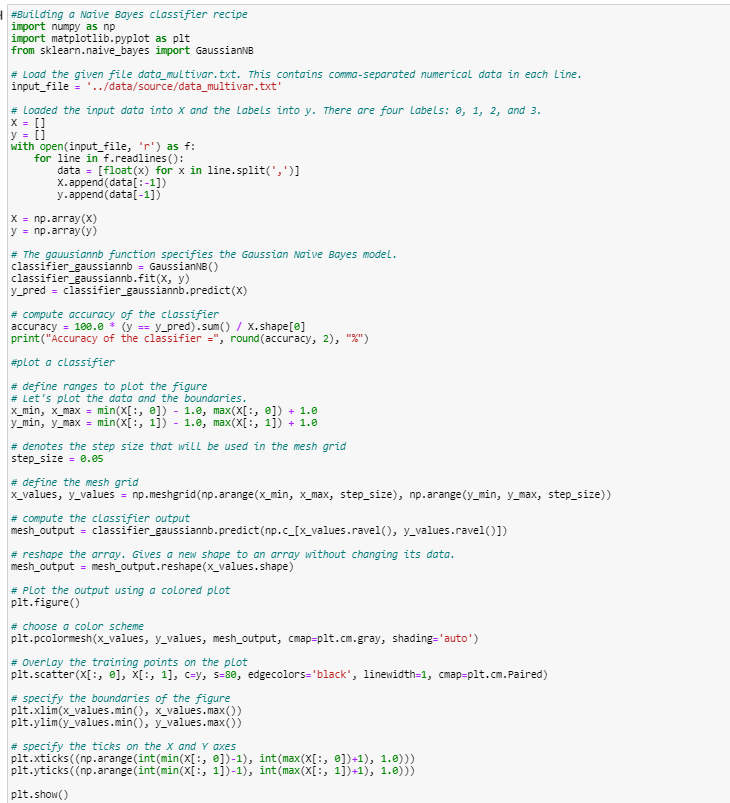 #Building a Naive Bayes classifier recipe
import numpy as np
import matplotlib.pyplot as plt
from sklearn.naive_bayes import GaussianNB

# Load the given file data_multivar.txt. This contains comma-separated numerical data in each line.
input_file = '../data/source/data_multivar.txt'

# Loaded the input data into X and the labels into y. There are four labels: 0, 1, 2, and 3.
X = []
y = []
with open(input_file, 'r') as f:
    for line in f.readlines():
        data = [float(x) for x in line.split(',')]
        X.append(data[:-1])
        y.append(data[-1])

X = np.array(X)
y = np.array(y)

# The gauusiannb function specifies the Gaussian Naive Bayes model.
classifier_gaussiannb = GaussianNB()
classifier_gaussiannb.fit(X, y)
y_pred = classifier_gaussiannb.predict(X)

# compute accuracy of the classifier
accuracy = 100.0 * (y == y_pred).sum() / X.shape[0]
print("Accuracy of the classifier =", round(accuracy, 2), "%")

#plot a classifier

# define ranges to plot the figure
# Let's plot the data and the boundaries.
x_min, x_max = min(X[:, 0]) - 1.0, max(X[:, 0]) + 1.0
y_min, y_max = min(X[:, 1]) - 1.0, max(X[:, 1]) + 1.0

# denotes the step size that will be used in the mesh grid
step_size = 0.05

# define the mesh grid
x_values, y_values = np.meshgrid(np.arange(x_min, x_max, step_size), np.arange(y_min, y_max, step_size))

# compute the classifier output
mesh_output = classifier_gaussiannb.predict(np.c_[x_values.ravel(), y_values.ravel()])

# reshape the array. Gives a new shape to an array without changing its data.
mesh_output = mesh_output.reshape(x_values.shape)

# Plot the output using a colored plot
plt.figure()

# choose a color scheme
plt.pcolormesh(x_values, y_values, mesh_output, cmap=plt.cm.gray, shading='auto')

# Overlay the training points on the plot
plt.scatter(X[:, 0], X[:, 1], c=y, s=80, edgecolors='black', linewidth=1, cmap=plt.cm.Paired)

# specify the boundaries of the figure
plt.xlim(x_values.min(), x_values.max())
plt.ylim(y_values.min(), y_values.max())

# specify the ticks on the X and Y axes
plt.xticks((np.arange(int(min(X[:, 0])-1), int(max(X[:, 0])+1), 1.0)))
plt.yticks((np.arange(int(min(X[:, 1])-1), int(max(X[:, 1])+1), 1.0)))

plt.show()